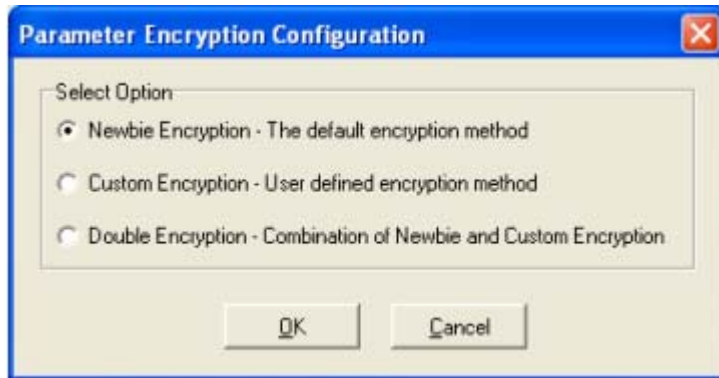 Parameter Encryption Configuration
Select Option
Newbie Encryption - The default encryption method
Custom Encryption - User defined encryption method
Double Encryption - Combination of Newbie and Custom Encryption
OK
Cancel